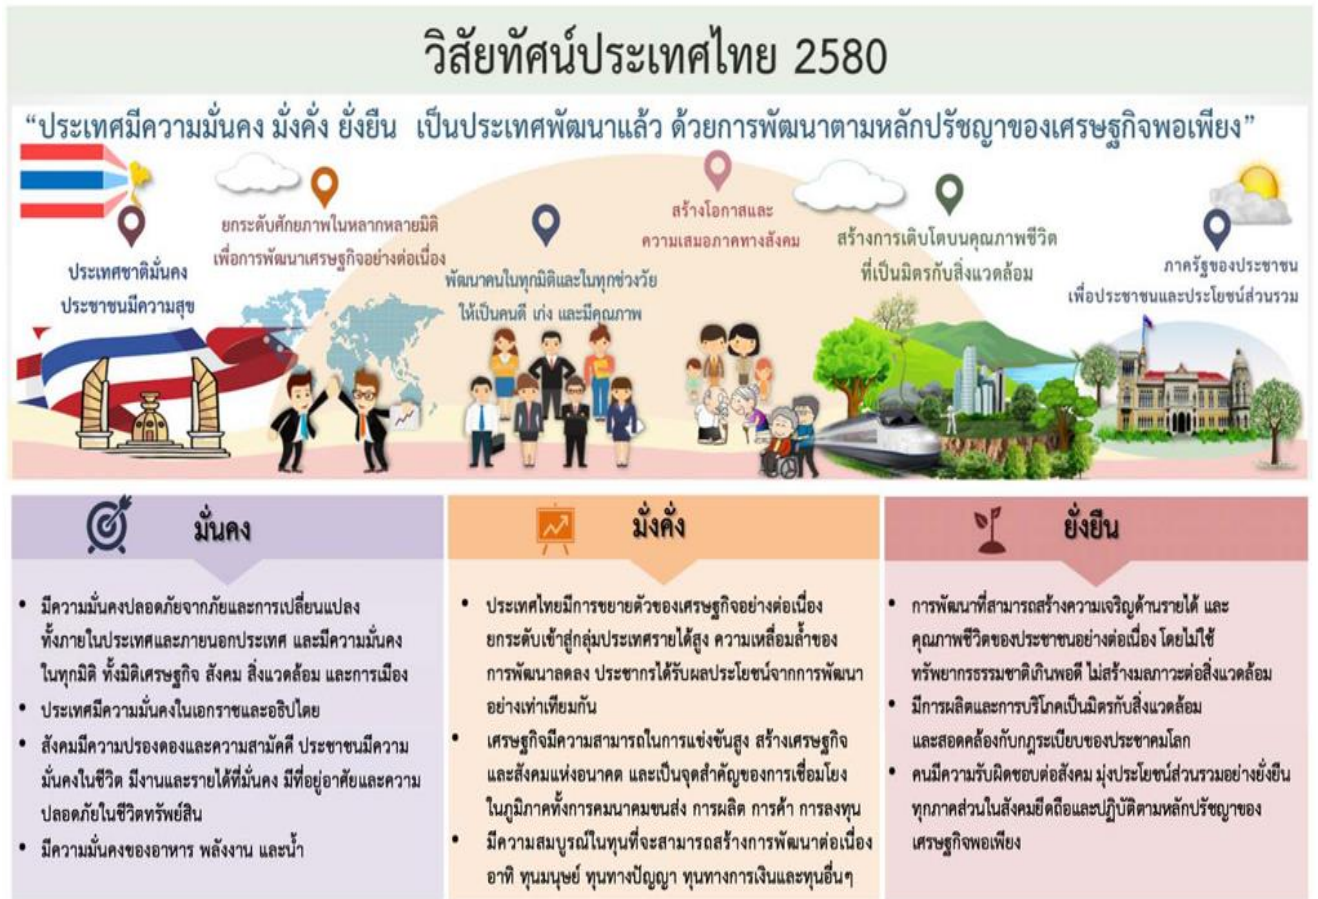 วิสัยทัศน์ประเทศไทย 2580
“ประเทศมีความมั่นคง มั่งคั่ง ยั่งยืน เป็นประเทศพัฒนาแล้ว ด้วยการพัฒนาตามหลักปรัชญาของเศรษฐกิจพอเพียง”
ประเทศชาติมั่นคง
ประชาชนมีความสุข
ยกระดับศักยภาพในหลากหลายมิติ
เพื่อการพัฒนาเศรษฐกิจอย่างต่อเนื่อง
พัฒนาคนในทุกมิติและในทุกช่วงวัย
ให้เป็นคนดี เก่ง และมีคุณภาพ
สร้างโอกาสและ
ความเสมอภาคทางสังคม
สร้างการเติบโตบนคุณภาพชีวิต
ที่เป็นมิตรกับสิ่งแวดล้อม
ภาครัฐของประชาชน
เพื่อประชาชนและประโยชน์ส่วนรวม
มั่นคง
• มีความมั่นคงปลอดภัยจากภัยและการเปลี่ยนแปลง
ทั้งภายในประเทศและภายนอกประเทศ และมีความมั่นคง
ในทุกมิติ ทั้งมิติเศรษฐกิจ สังคม สิ่งแวดล้อม และการเมือง
• ประเทศมีความมั่นคงในเอกราชและอธิปไตย
• สังคมมีความปรองดองและความสามัคคี ประชาชนมีความ
มั่นคงในชีวิต มีงานและรายได้ที่มั่นคง มีที่อยู่อาศัยและความ
ปลอดภัยในชีวิตทรัพย์สิน
• มีความมั่นคงของอาหาร พลังงาน และน้ำ
มั่งคั่ง
• ประเทศไทยมีการขยายตัวของเศรษฐกิจอย่างต่อเนื่อง
ยกระดับเข้าสู่กลุ่มประเทศรายได้สูง ความเหลื่อมล้ำของ
การพัฒนาลดลง ประชากรได้รับผลประโยชน์จากการพัฒนา
อย่างเท่าเทียมกัน
• เศรษฐกิจมีความสามารถในการแข่งขันสูง สร้างเศรษฐกิจ
และสังคมแห่งอนาคต และเป็นจุดสำคัญของการเชื่อมโยง
ในภูมิภาคทั้งการคมนาคมขนส่ง การผลิต การค้า การลงทุน
• มีความสมบูรณ์ในทุนที่จะสามารถสร้างการพัฒนาต่อเนื่อง
อาทิ ทุนมนุษย์ ทุนทางปัญญา ทุนทางการเงินและทุนอื่นๆ
ยั่งยืน
• การพัฒนาที่สามารถสร้างความเจริญด้านรายได้ และ
คุณภาพชีวิตของประชาชนอย่างต่อเนื่อง โดยไม่ใช้
ทรัพยากรธรรมชาติเกินพอดี ไม่สร้างมลภาวะต่อสิ่งแวดล้อม
• มีการผลิตและการบริโภคเป็นมิตรกับสิ่งแวดล้อม
และสอดคล้องกับกฎระเบียบของประชาคมโลก
• คนมีความรับผิดชอบต่อสังคม มุ่งประโยชน์ส่วนรวมอย่างยั่งยืน
ทุกภาคส่วนในสังคมยึดถือและปฏิบัติตามหลักปรัชญาของ
เศรษฐกิจพอเพียง